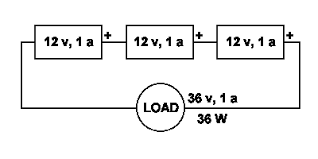 12 v, 1 a + 12 v, 1 a + 12 v, 1 a +
LOAD 36 v, 1 a
36 W